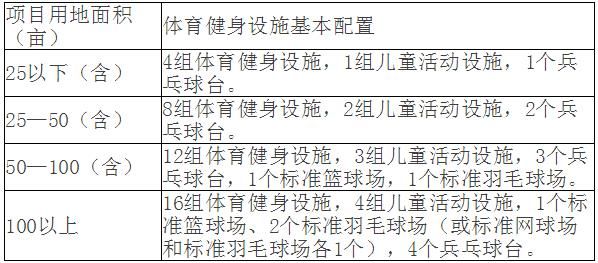 项目用地面积
（亩）
体育健身设施基本配置
25以下（含）
4组体育健身设施，1组儿童活动设施，1个乒
乓球台。
25—50（含）
8组体育健身设施，2组儿童活动设施，2个乒
乓球台。
50—100（含）
12组体育健身设施，3组儿童活动设施，3个乒
乓球台，1个标准篮球场，1个标准羽毛球场。
100以上
16组体育健身设施，4组儿童活动设施，1个标
准篮球场、2个标准羽毛球场（或标准网球场
和标准羽毛球场各1个），4个乒乓球台。